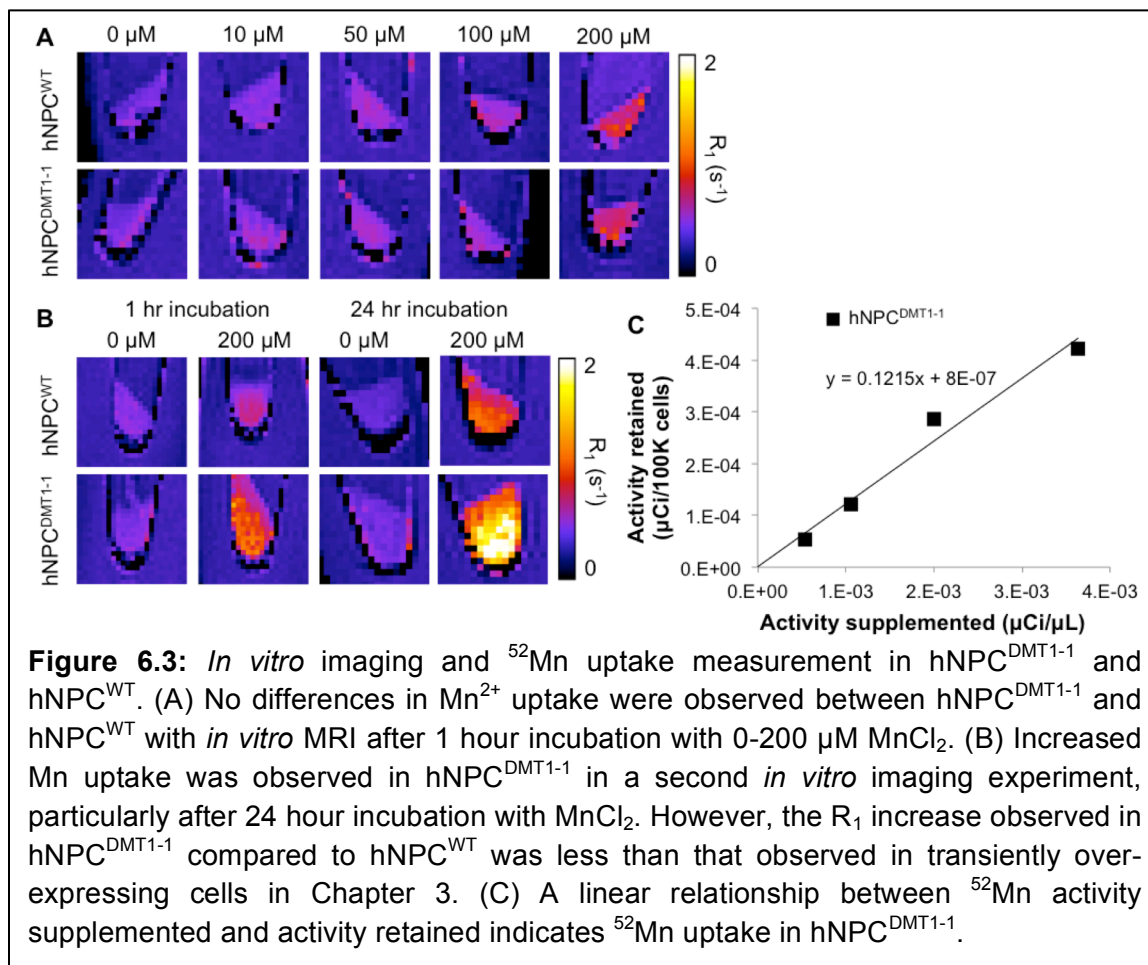 A
0 µM 10 µM 50 µM 100 µM 200 µM
hNPC^WT
hNPC^DMT1-1
2
R₁ (s⁻¹)
0
B
1 hr incubation 24 hr incubation
0 µM 200 µM 0 µM 200 µM
hNPC^WT
hNPC^DMT1-1
2
R₁ (s⁻¹)
0
C
5.E-04
4.E-04
3.E-04
2.E-04
1.E-04
0.E+00
Activity retained
(µCi/100K cells)
■ hNPC^DMT1-1
y = 0.1215x + 8E-07
0.E+00 1.E-03 2.E-03 3.E-03 4.E-03
Activity supplemented (µCi/µL)
Figure 6.3: In vitro imaging and ⁵²Mn uptake measurement in hNPC^DMT1-1 and
hNPC^WT. (A) No differences in Mn²⁺ uptake were observed between hNPC^DMT1-1 and
hNPC^WT with in vitro MRI after 1 hour incubation with 0-200 µM MnCl₂. (B) Increased
Mn uptake was observed in hNPC^DMT1-1 in a second in vitro imaging experiment,
particularly after 24 hour incubation with MnCl₂. However, the R₁ increase observed in
hNPC^DMT1-1 compared to hNPC^WT was less than that observed in transiently over-
expressing cells in Chapter 3. (C) A linear relationship between ⁵²Mn activity
supplemented and activity retained indicates ⁵²Mn uptake in hNPC^DMT1-1.